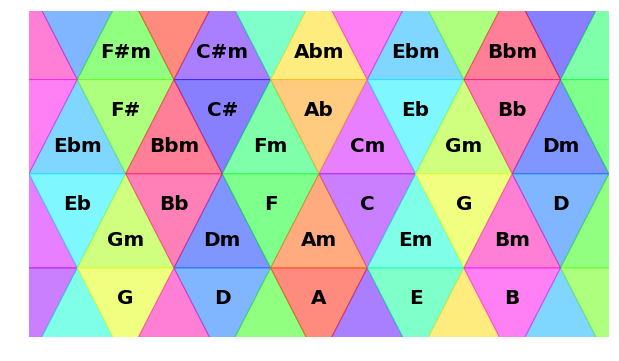 F#m C#m Abm Ebm Bbm
F# C# Ab Eb Bb
Ebm Bbm Fm Cm Gm Dm
Eb Bb F C G D
Gm Dm Am Em Bm
G D A E B